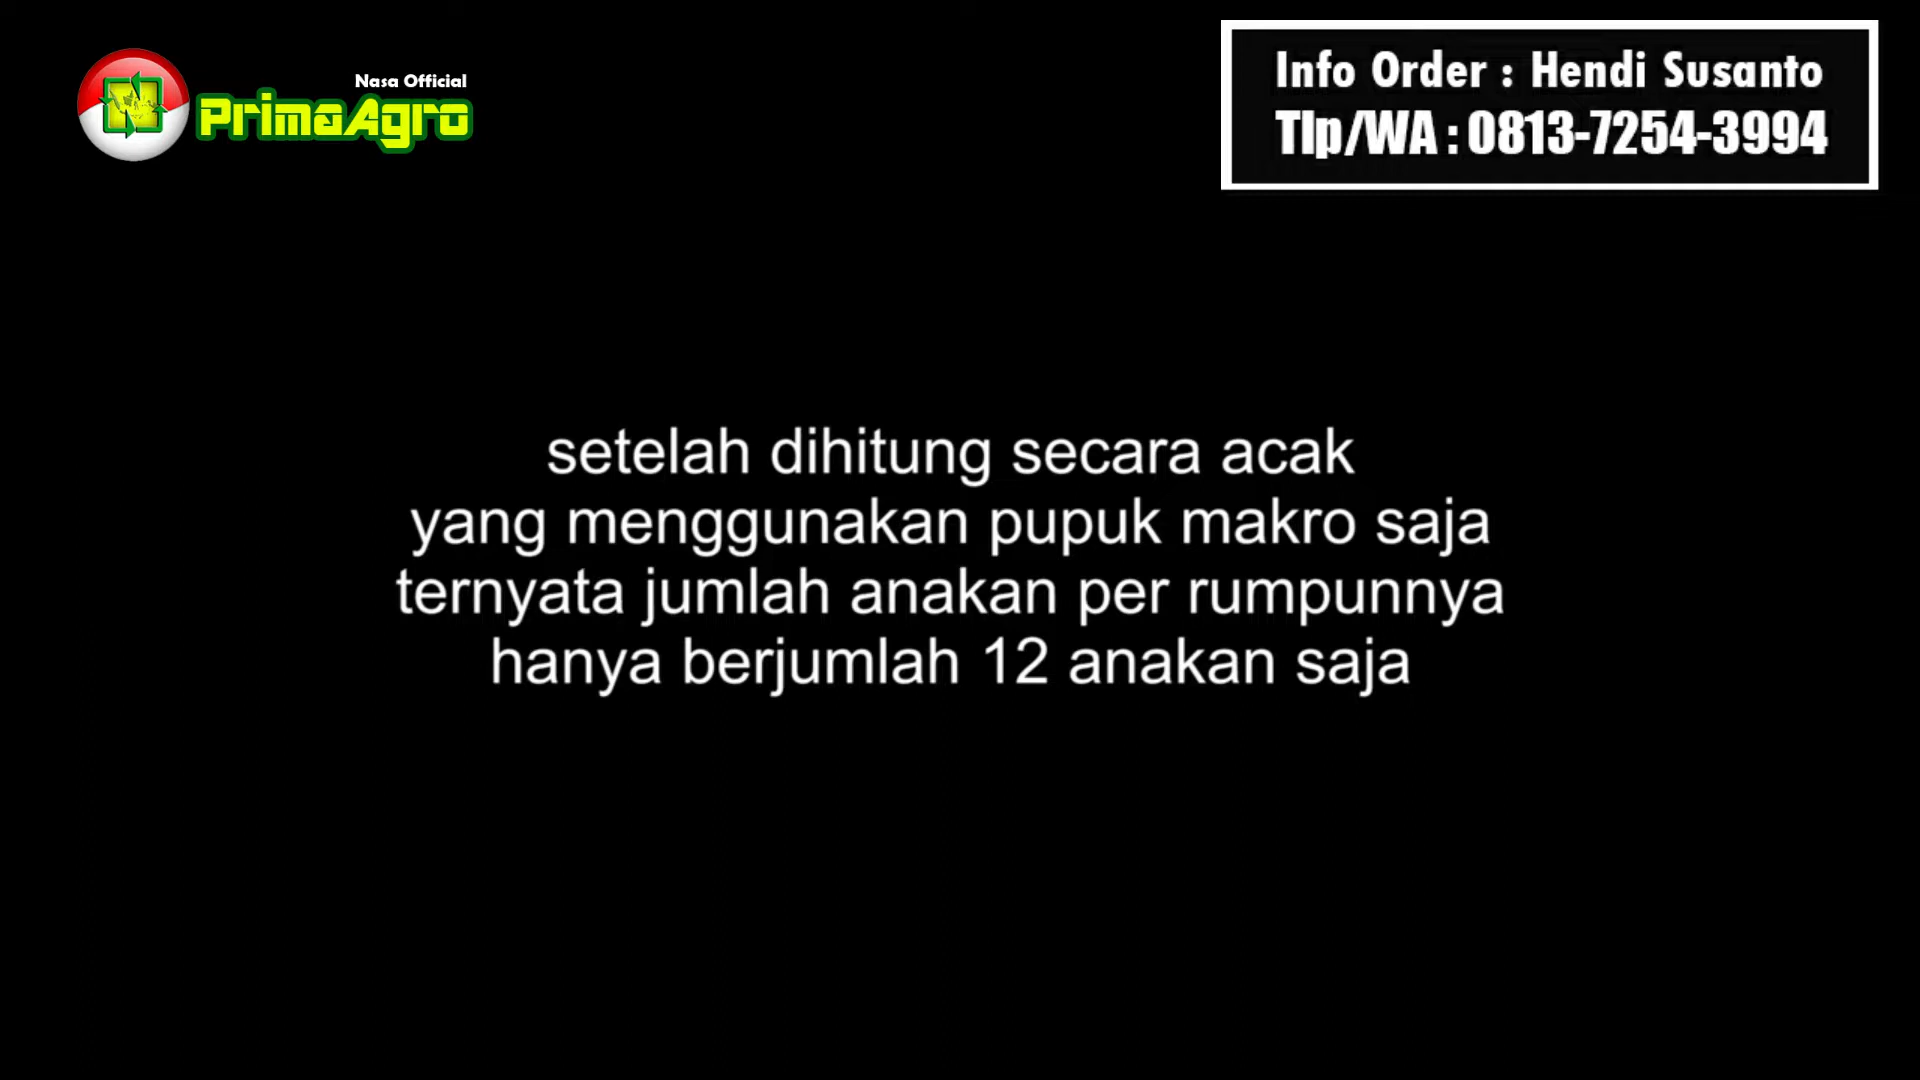 Nasa Official
PrimaAgro
Info Order : Hendi Susanto
Tlp/WA : 0813-7254-3994
setelah dihitung secara acak
yang menggunakan pupuk makro saja
ternyata jumlah anakan per rumpunnya
hanya berjumlah 12 anakan saja